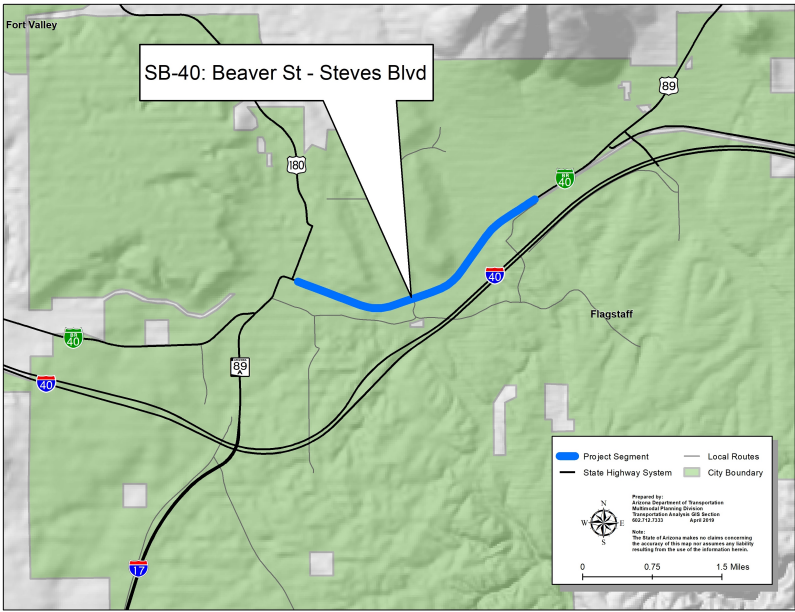 Fort Valley
SB-40: Beaver St - Steves Blvd
89
180
BR
40
40
Flagstaff
BR
40
89
A
40
17
Project Segment
Local Routes
State Highway System
City Boundary
N
W E
S
Prepared by:
Arizona Department of Transportation
Multimodal Planning Division
Transportation Analysis GIS Section
602.712.7333 April 2019
Note:
The State of Arizona makes no claims concerning
the accuracy of this map nor assumes any liability
resulting from the use of the information herein.
0 0.75 1.5 Miles